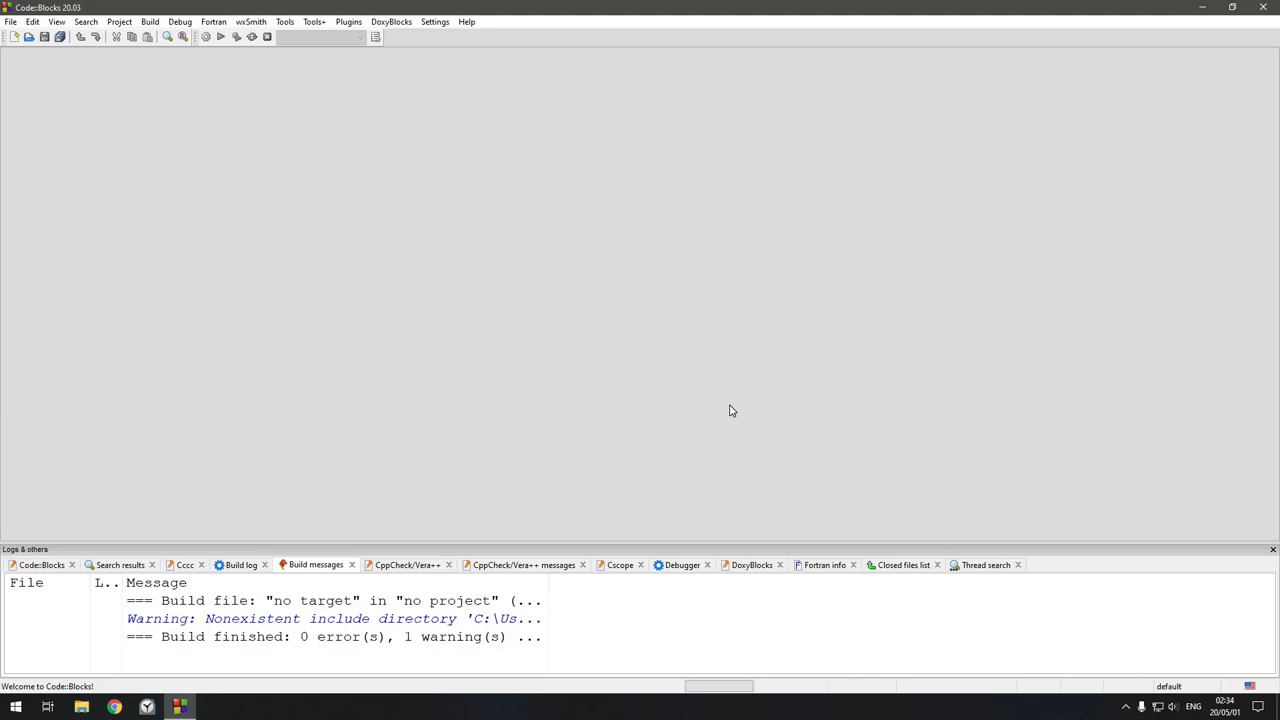 Code::Blocks 20.03
File Edit View Search Project Build Debug Fortran wxSmith Tools Tools+ Plugins DoxyBlocks Settings Help
Logs & others
Code::Blocks Search results Cccc Build log Build messages CppCheck/Vera++ CppCheck/Vera++ messages Cscope Debugger DoxyBlocks Fortran info Closed files list Thread search
File L.. Message
=== Build file: "no target" in "no project" (...
Warning: Nonexistent include directory 'C:\Us...
=== Build finished: 0 error(s), 1 warning(s) ...
Welcome to Code::Blocks! default
ENG 02:34
20/05/01